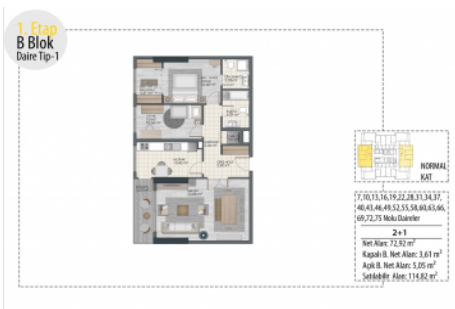 1. Etap
B Blok
Daire Tip-1
NORMAL
KAT
7,10,13,16,19,22,28,31,34,37,
40,43,46,49,52,55,58,60,63,66,
69,72,75 Nolu Daireler
2+1
Net Alan: 72,92 m²
Kapalı B. Net Alan: 3,61 m²
Açık B. Net Alan: 5,05 m²
Satılabilir Alan: 114,82 m²